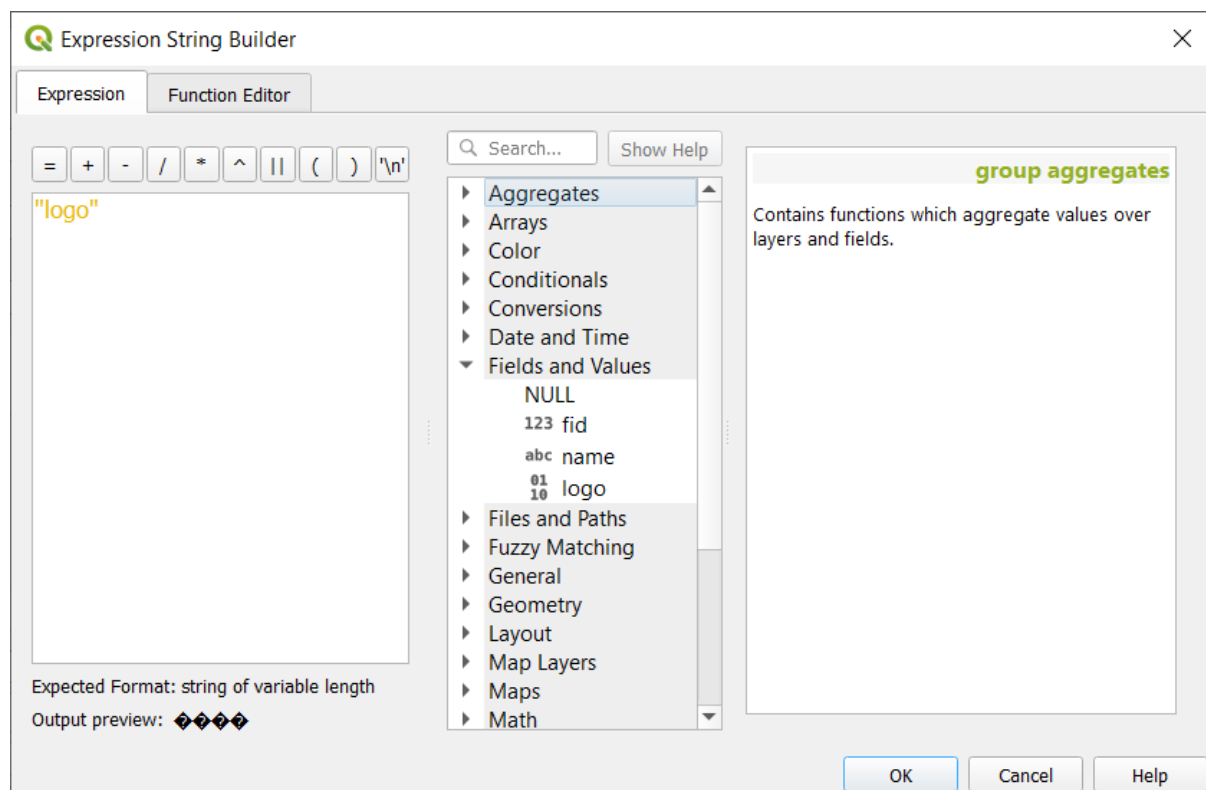 Expression String Builder
Expression
Function Editor
= + - / * ^ || ( ) '\n'
"logo"
Expected Format: string of variable length
Output preview: ����
Search...
Show Help
Aggregates
Arrays
Color
Conditionals
Conversions
Date and Time
Fields and Values
NULL
123 fid
abc name
01
10 logo
Files and Paths
Fuzzy Matching
General
Geometry
Layout
Map Layers
Maps
Math
group aggregates
Contains functions which aggregate values over
layers and fields.
OK
Cancel
Help